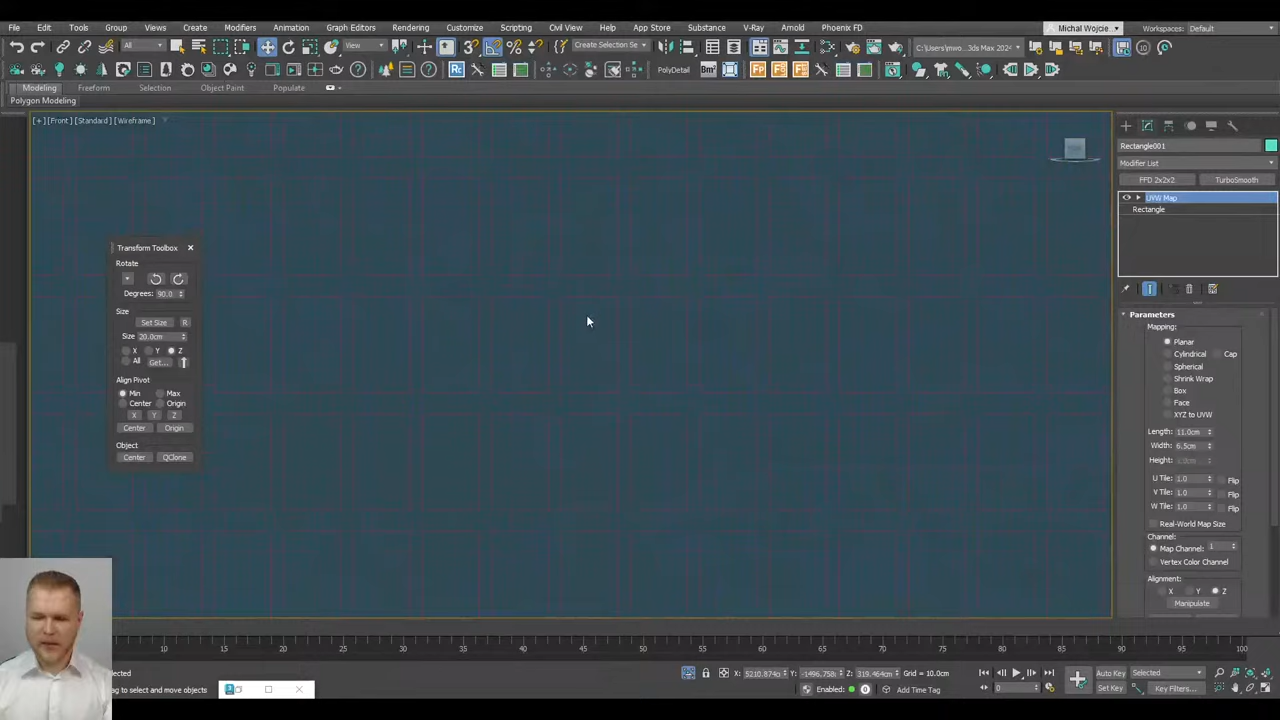 File Edit Tools Group Views Create Modifiers Animation Graph Editors Rendering Customize Scripting Civil View Substance V-Ray Arnold Phoenix FD App Store Michal Wojcie... Workspaces: Default
All View Create Selection Se C:\Users\mwo...3ds Max 202
PolyDetail
Modeling Freeform Selection Object Paint Populate
Polygon Modeling
[+] [Front] [Standard] [Wireframe]
Transform Toolbox
Rotate
Degrees: 90.0
Size
Set Size R
Size 20.0cm
X Y Z
All Get...
Align Pivot
Min Max
Center Origin
X Y Z
Center Origin
Object
Center QClone
Rectangle001
Modifier List
FFD 2x2x2 TurboSmooth
UVW Map
Rectangle
Parameters
Mapping:
Planar
Cylindrical Cap
Spherical
Shrink Wrap
Box
Face
XYZ to UVW
Length: 11.0cm
Width: 6.5cm
Height:
U Tile: 1.0 Flip
V Tile: 1.0 Flip
W Tile: 1.0 Flip
Real-World Map Size
Channel:
Map Channel: 1
Vertex Color Channel
Alignment:
X Y Z
Manipulate
15 20 25 30 35 40 45 50 55 60 65 70 75 80 85 90 95 100
X: 5210.874c Y: -1496.758 Z: 319.464cm Grid = 10.0cm Auto Key Selected
ag to select and move objects Enabled: Add Time Tag 0 Set Key Key Filters...